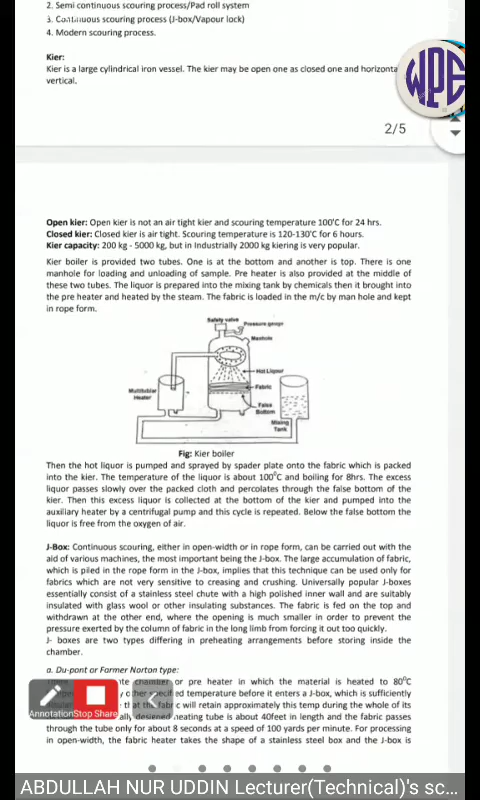 2. Semi continuous scouring process/Pad roll system
3. Continuous scouring process (J-box/Vapour lock)
4. Modern scouring process.
Kier:
Kier is a large cylindrical iron vessel. The kier may be open one as closed one and horizonta
vertical.
WPE
2/5
Open kier: Open kier is not an air tight kier and scouring temperature 100'C for 24 hrs.
Closed kier: Closed kier is air tight. Scouring temperature is 120-130'C for 6 hours.
Kier capacity: 200 kg - 5000 kg, but in Industrially 2000 kg kiering is very popular.
Kier boiler is provided two tubes. One is at the bottom and another is top. There is one
manhole for loading and unloading of sample. Pre heater is also provided at the middle of
these two tubes. The liquor is prepared into the mixing tank by chemicals then it brought into
the pre heater and heated by the steam. The fabric is loaded in the m/c by man hole and kept
in rope form.
Safety valve
Pressure gauge
Manhole
Hot Liquor
Fabric
False
Bottom
Multitubular
Heater
Mixing
Tank
Fig: Kier boiler
Then the hot liquor is pumped and sprayed by spader plate onto the fabric which is packed
into the kier. The temperature of the liquor is about 100°C and boiling for 8hrs. The excess
liquor passes slowly over the packed cloth and percolates through the false bottom of the
kier. Then this excess liquor is collected at the bottom of the kier and pumped into the
auxiliary heater by a centrifugal pump and this cycle is repeated. Below the false bottom the
liquor is free from the oxygen of air.
J-Box: Continuous scouring, either in open-width or in rope form, can be carried out with the
aid of various machines, the most important being the J-box. The large accumulation of fabric,
which is piled in the rope form in the J-box, implies that this technique can be used only for
fabrics which are not very sensitive to creasing and crushing. Universally popular J-boxes
essentially consist of a stainless steel chute with a high polished inner wall and are suitably
insulated with glass wool or other insulating substances. The fabric is fed on the top and
withdrawn at the other end, where the opening is much smaller in order to prevent the
pressure exerted by the column of fabric in the long limb from forcing it out too quickly.
J- boxes are two types differing in preheating arrangements before storing inside the
chamber.
a. Du-pont or Farmer Norton type:
chamber or pre heater in which the material is heated to 80°C
temperature before it enters a J-box, which is sufficiently
will retain approximately this temp during the whole of its
heating tube is about 40feet in length and the fabric passes
through the tube only for about 8 seconds at a speed of 100 yards per minute. For processing
in open-width, the fabric heater takes the shape of a stainless steel box and the J-box is
Annotation Stop Share
ABDULLAH NUR UDDIN Lecturer(Technical)'s sc...